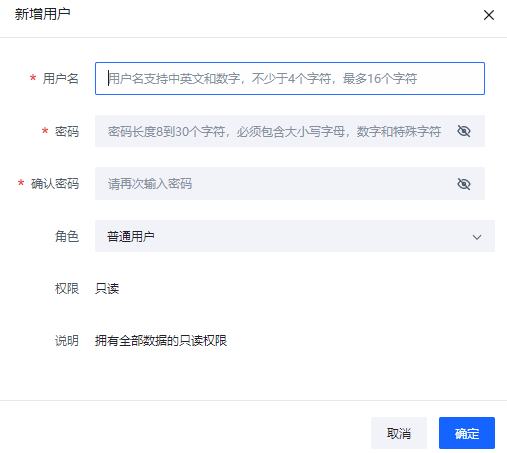 新增用户
* 用户名 用户名支持中英文和数字，不少于4个字符，最多16个字符
* 密码 密码长度8到30个字符，必须包含大小写字母，数字和特殊字符
* 确认密码 请再次输入密码
角色 普通用户
权限 只读
说明 拥有全部数据的只读权限
取消 确定